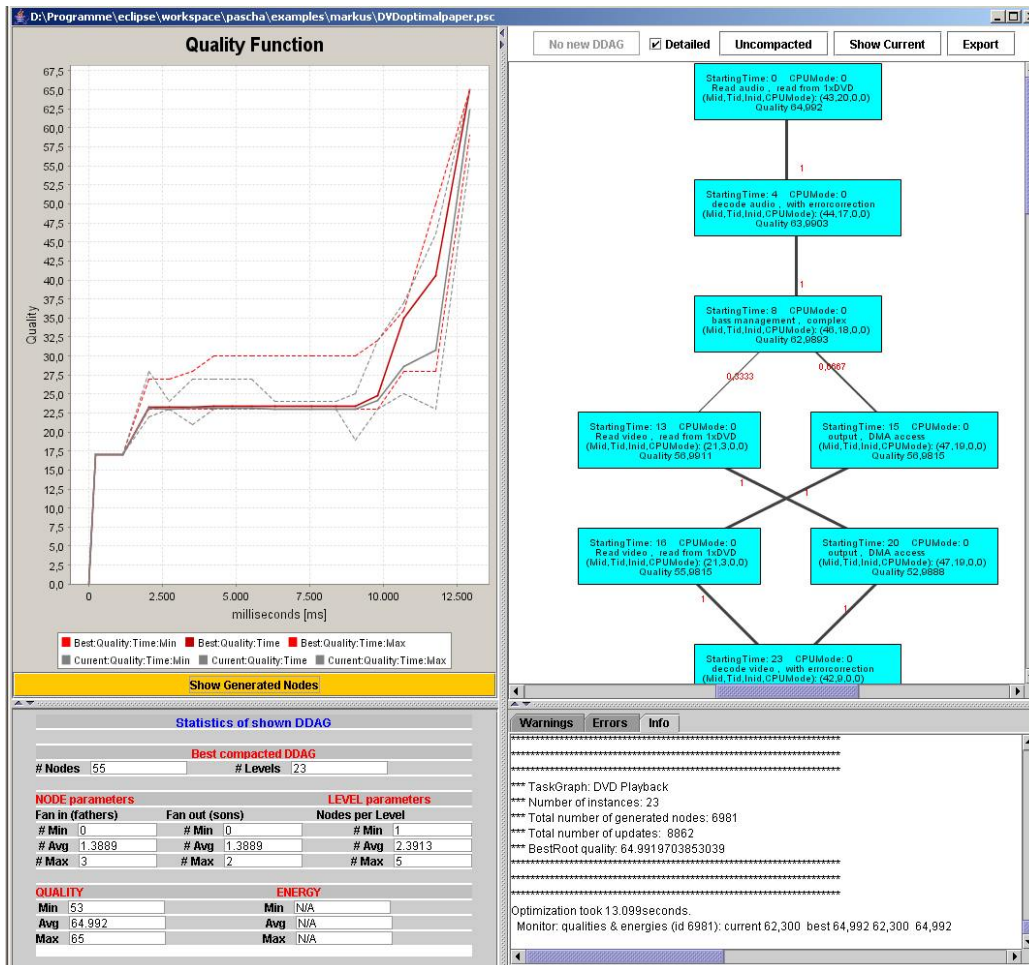 D:\Programme\eclipse\workspace\pascha\examples\markus\DVDoptimalpaper.psc
Quality Function
67,5
65,0
62,5
60,0
57,5
55,0
52,5
50,0
47,5
45,0
42,5
40,0
37,5
35,0
32,5
30,0
27,5
25,0
22,5
20,0
17,5
15,0
12,5
10,0
7,5
5,0
2,5
0,0
Quality
0 2.500 5.000 7.500 10.000 12.500
milliseconds [ms]
Best:Quality:Time:Min Best:Quality:Time Best:Quality:Time:Max
Current:Quality:Time:Min Current:Quality:Time Current:Quality:Time:Max
Show Generated Nodes
No new DDAG Detailed Uncompacted Show Current Export
StartingTime: 0 CPUMode: 0
Read audio , read from 1xDVD
(Mid,Tid,Inid,CPUMode): (43,20,0,0)
Quality 64,992
1
StartingTime: 4 CPUMode: 0
decode audio , with errorcorrection
(Mid,Tid,Inid,CPUMode): (44,17,0,0)
Quality 63,9903
1
StartingTime: 8 CPUMode: 0
bass management , complex
(Mid,Tid,Inid,CPUMode): (46,18,0,0)
Quality 62,9893
0,3333 0,6667
StartingTime: 13 CPUMode: 0
Read video , read from 1xDVD
(Mid,Tid,Inid,CPUMode): (21,3,0,0)
Quality 56,9911
StartingTime: 15 CPUMode: 0
output , DMA access
(Mid,Tid,Inid,CPUMode): (47,19,0,0)
Quality 56,9815
1 1
StartingTime: 16 CPUMode: 0
Read video , read from 1xDVD
(Mid,Tid,Inid,CPUMode): (21,3,0,0)
Quality 55,9815
StartingTime: 20 CPUMode: 0
output , DMA access
(Mid,Tid,Inid,CPUMode): (47,19,0,0)
Quality 52,9888
1 1
StartingTime: 23 CPUMode: 0
decode video , with errorcorrection
(Mid,Tid,Inid,CPUMode): (42,9,0,0)
Statistics of shown DDAG
Best compacted DDAG
# Nodes 55 # Levels 23
NODE parameters LEVEL parameters
Fan in (fathers) Fan out (sons) Nodes per Level
# Min 0 # Min 0 # Min 1
# Avg 1.3889 # Avg 1.3889 # Avg 2.3913
# Max 3 # Max 2 # Max 5
QUALITY ENERGY
Min 53 Min N/A
Avg 64.992 Avg N/A
Max 65 Max N/A
Warnings Errors Info
*** TaskGraph: DVD Playback
*** Number of instances: 23
*** Total number of generated nodes: 6981
*** Total number of updates: 8862
*** BestRoot quality: 64.9919703853039
Optimization took 13.099seconds.
Monitor: qualities & energies (id 6981): current 62,300 best 64,992 62,300 64,992